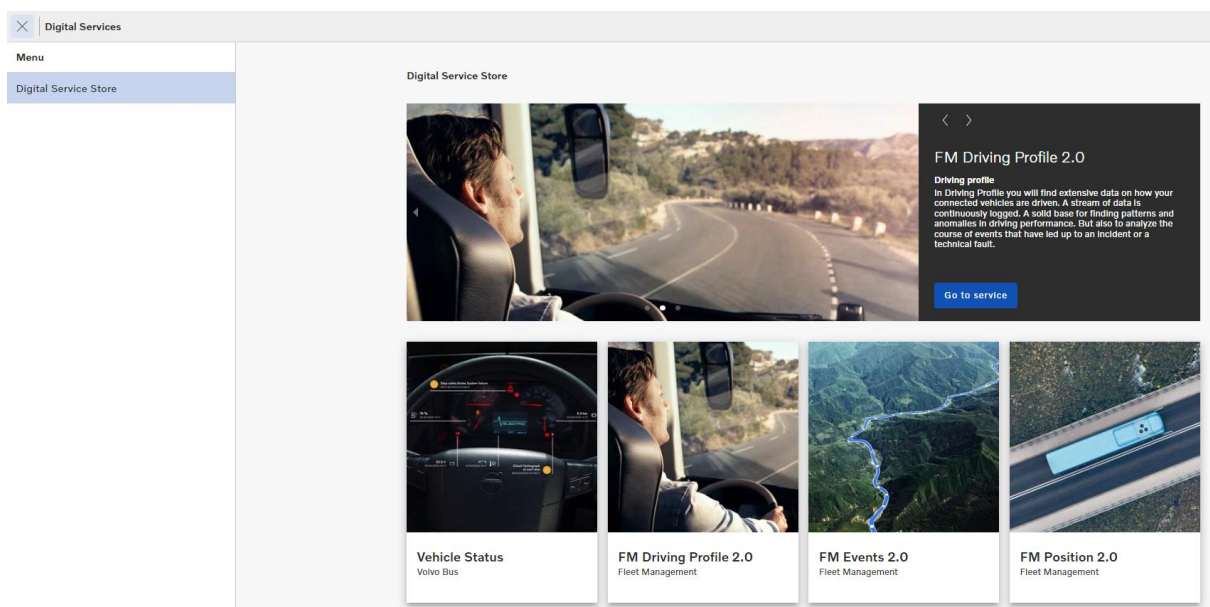 Digital Services
Menu
Digital Service Store
Digital Service Store
FM Driving Profile 2.0
Driving profile
In Driving Profile you will find extensive data on how your
connected vehicles are driven. A stream of data is
continuously logged. A solid base for finding patterns and
anomalies in driving performance. But also to analyze the
course of events that have led up to an incident or a
technical fault.
Go to service
ELECTRIC
Vehicle Status
Volvo Bus
FM Driving Profile 2.0
Fleet Management
FM Events 2.0
Fleet Management
FM Position 2.0
Fleet Management